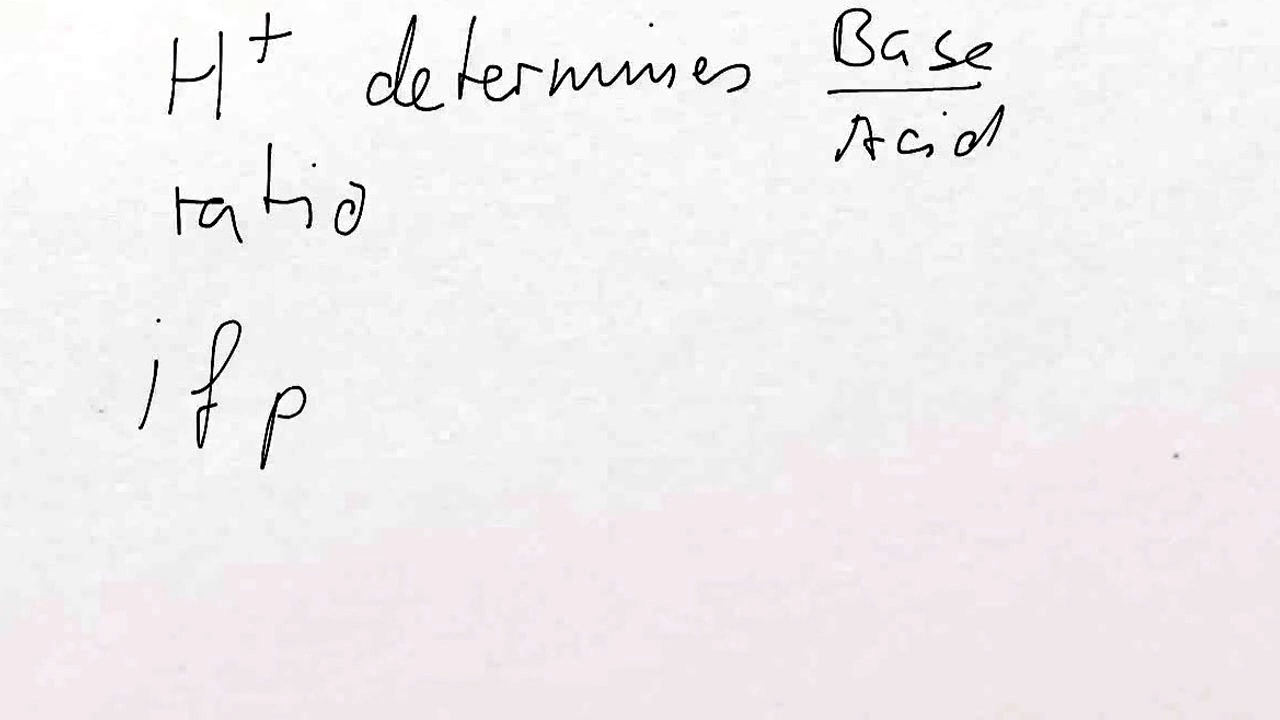 H⁺ determines Base/Acid
ratio
if p